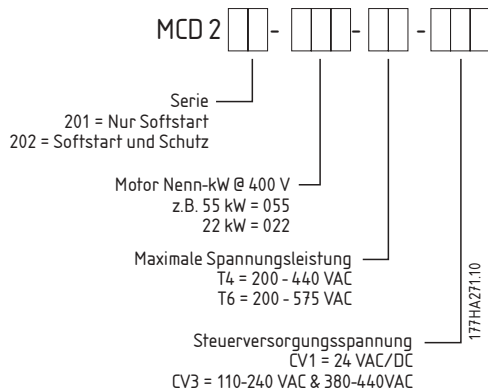 MCD 2 - - -
Serie
201 = Nur Softstart
202 = Softstart und Schutz
Motor Nenn-kW @ 400 V
z.B. 55 kW = 055
22 kW = 022
Maximale Spannungsleistung
T4 = 200 - 440 VAC
T6 = 200 - 575 VAC
Steuerversorgungsspannung
CV1 = 24 VAC/DC
CV3 = 110-240 VAC & 380-440VAC
177HA271.10